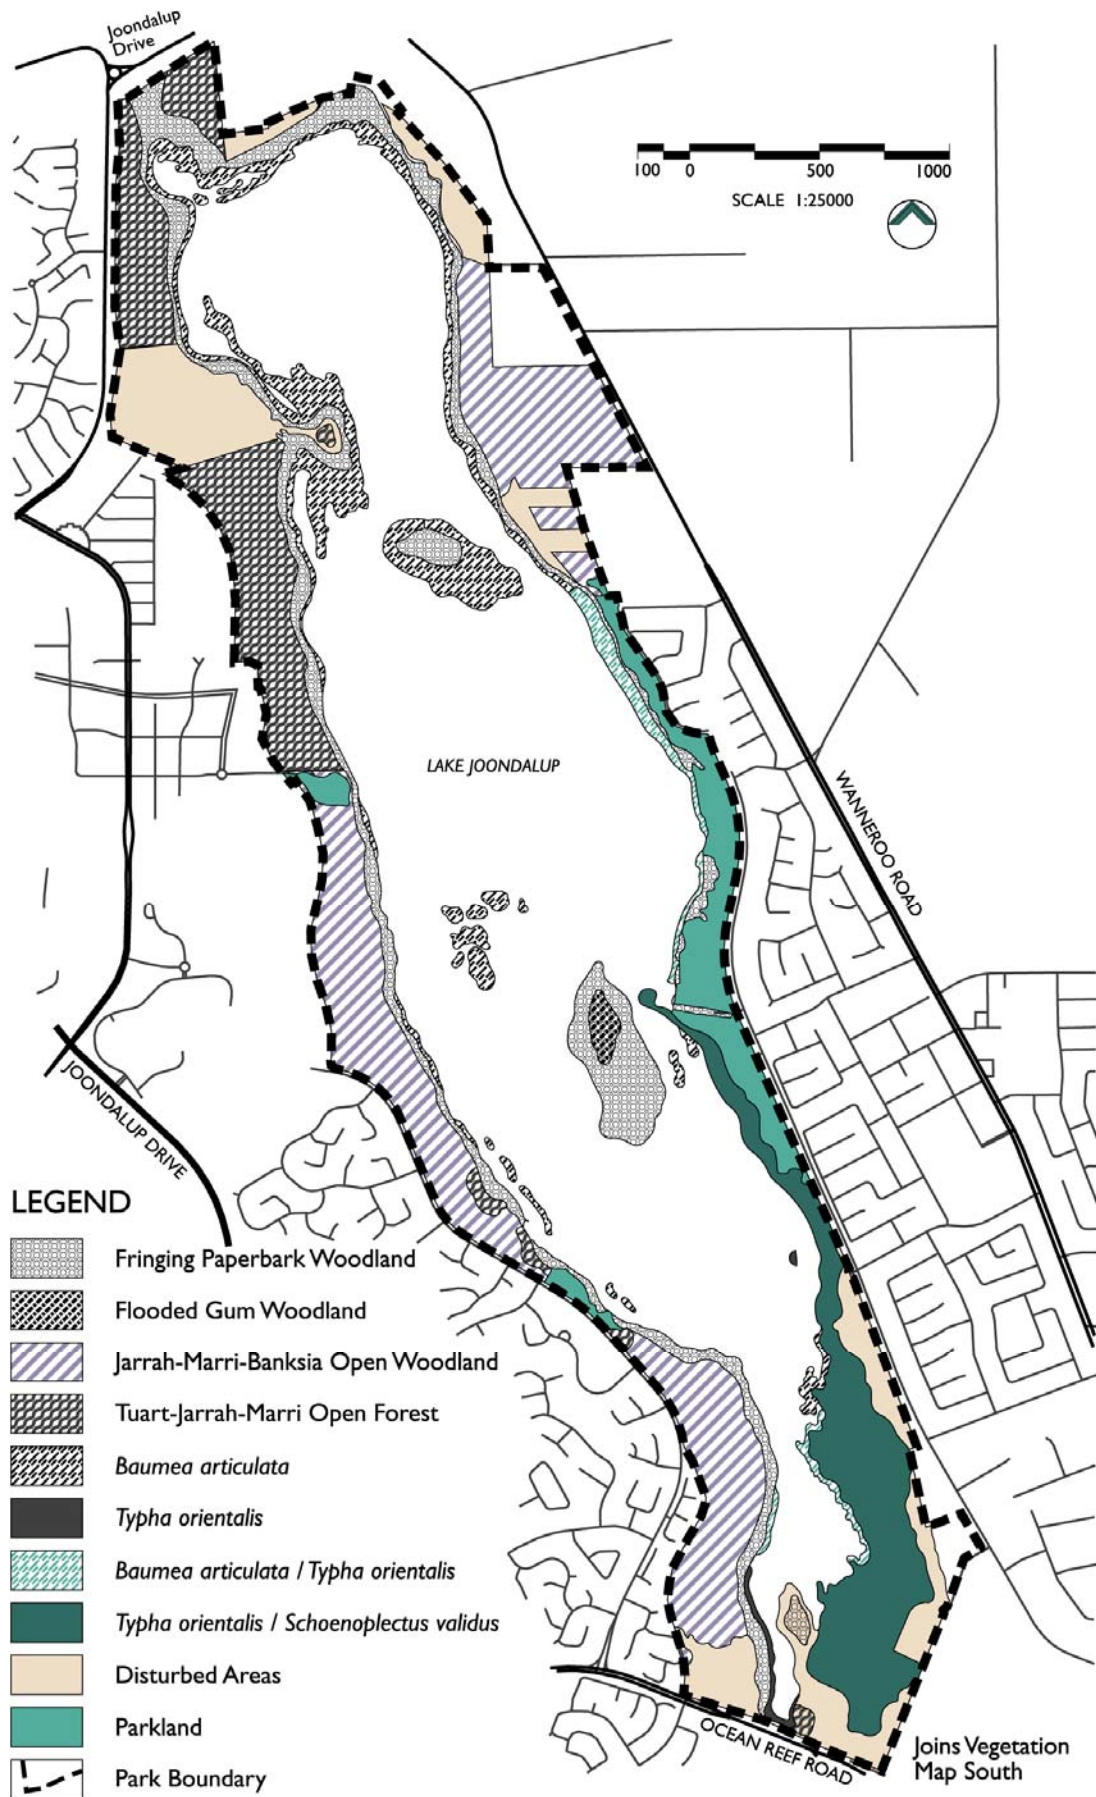 Joondalup
Drive
100 0 500 1000
SCALE 1:25000
LAKE JOONDALUP
WANNEROO ROAD
JOONDALUP DRIVE
LEGEND
Fringing Paperbark Woodland
Flooded Gum Woodland
Jarrah-Marri-Banksia Open Woodland
Tuart-Jarrah-Marri Open Forest
Baumea articulata
Typha orientalis
Baumea articulata / Typha orientalis
Typha orientalis / Schoenoplectus validus
Disturbed Areas
Parkland
Park Boundary
OCEAN REEF ROAD
Joins Vegetation
Map South